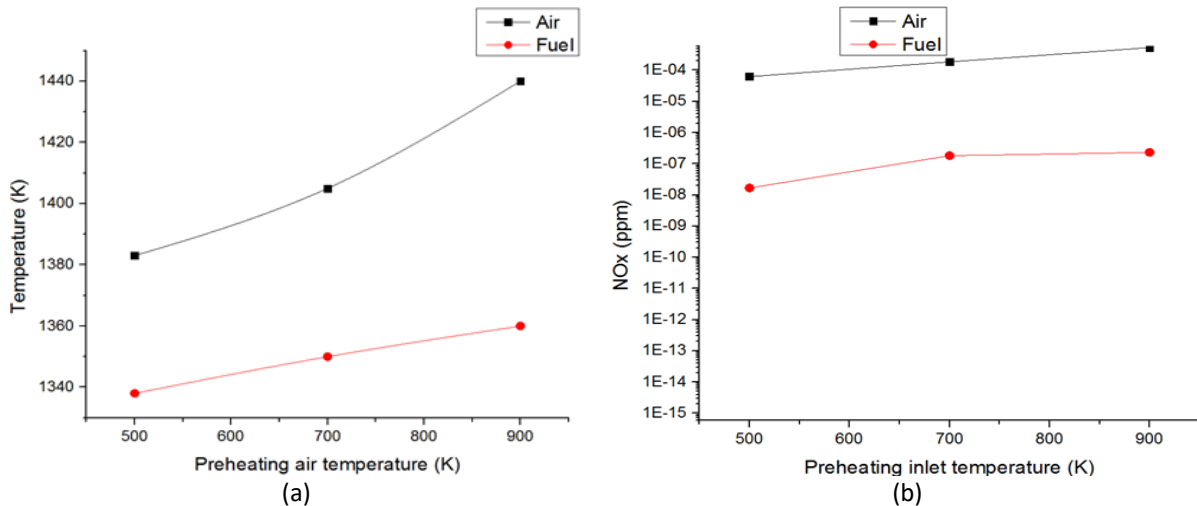 Air
Fuel
1440
1420
1400
1380
1360
1340
Temperature (K)
500 600 700 800 900
Preheating air temperature (K)
(a)
Air
Fuel
1E-04
1E-05
1E-06
1E-07
1E-08
1E-09
1E-10
1E-11
1E-12
1E-13
1E-14
1E-15
NOx (ppm)
500 600 700 800 900
Preheating inlet temperature (K)
(b)